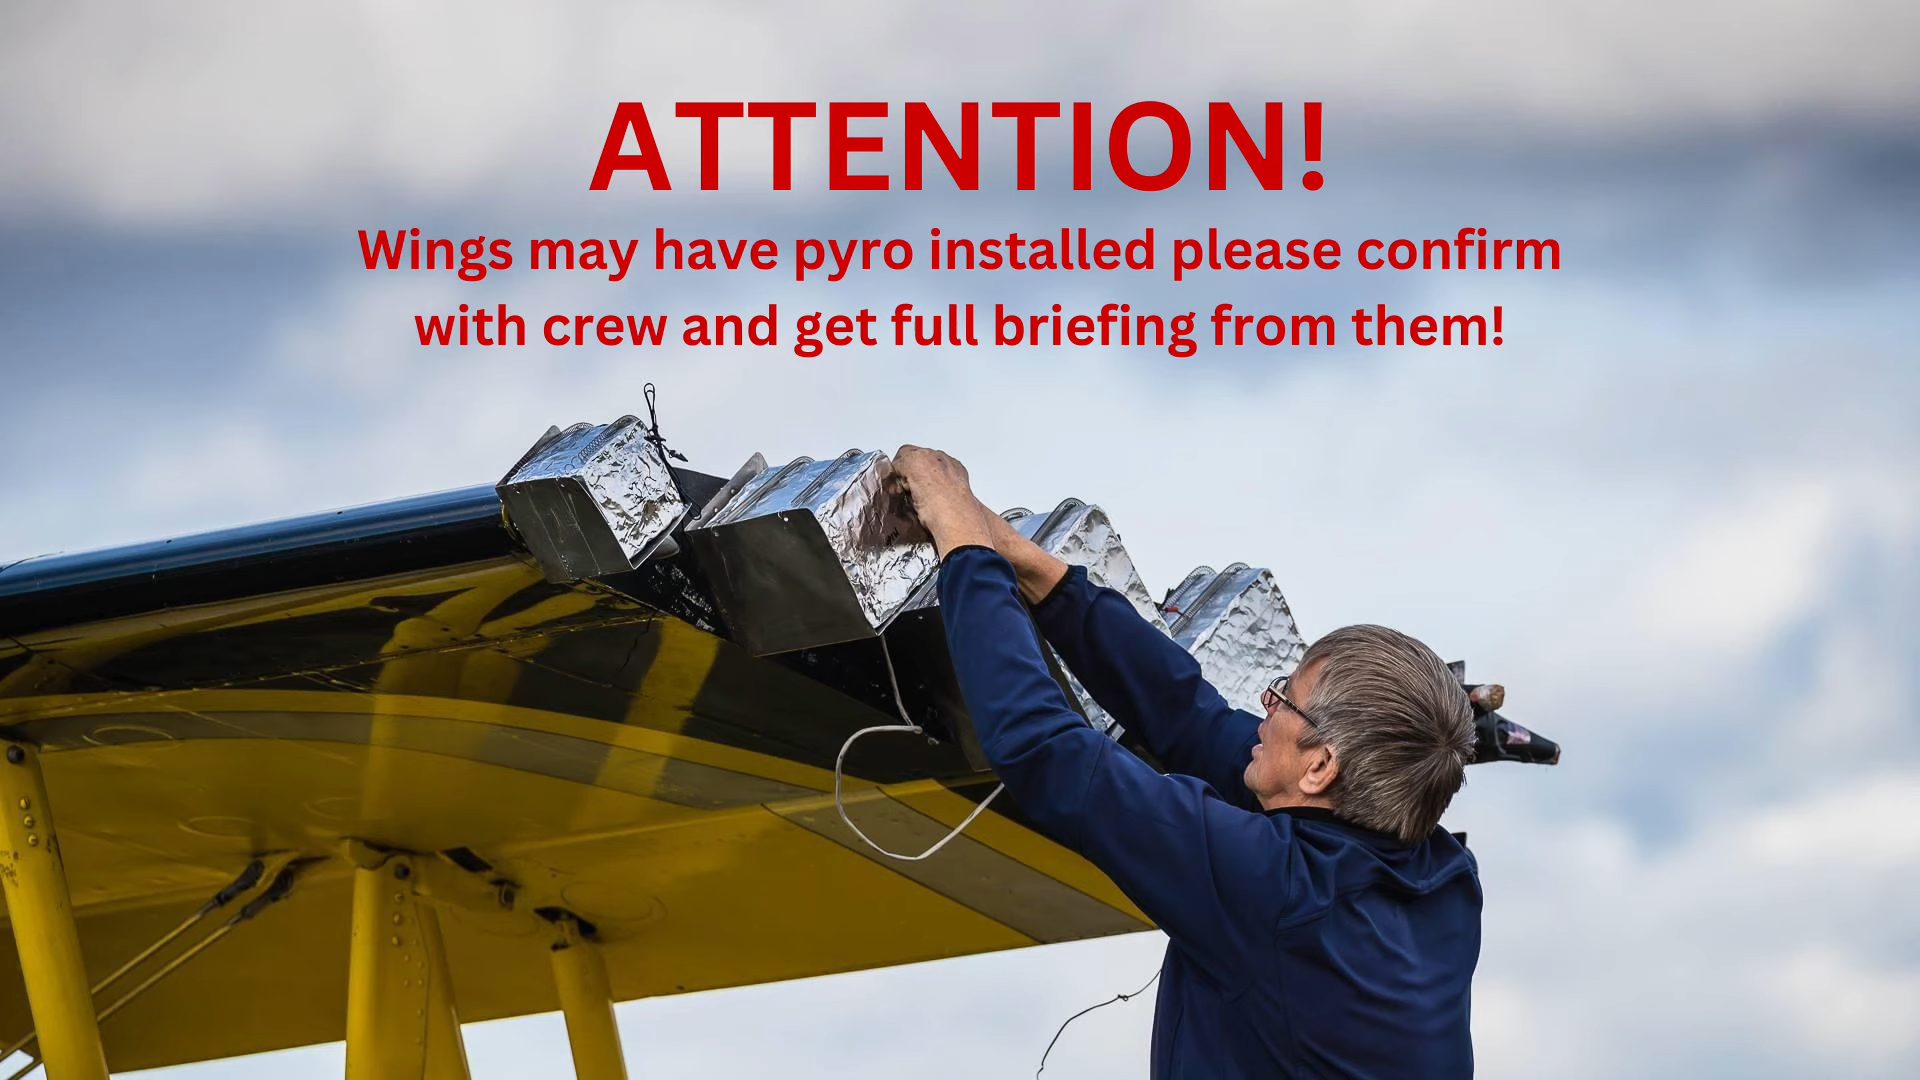 ATTENTION!
Wings may have pyro installed please confirm
with crew and get full briefing from them!